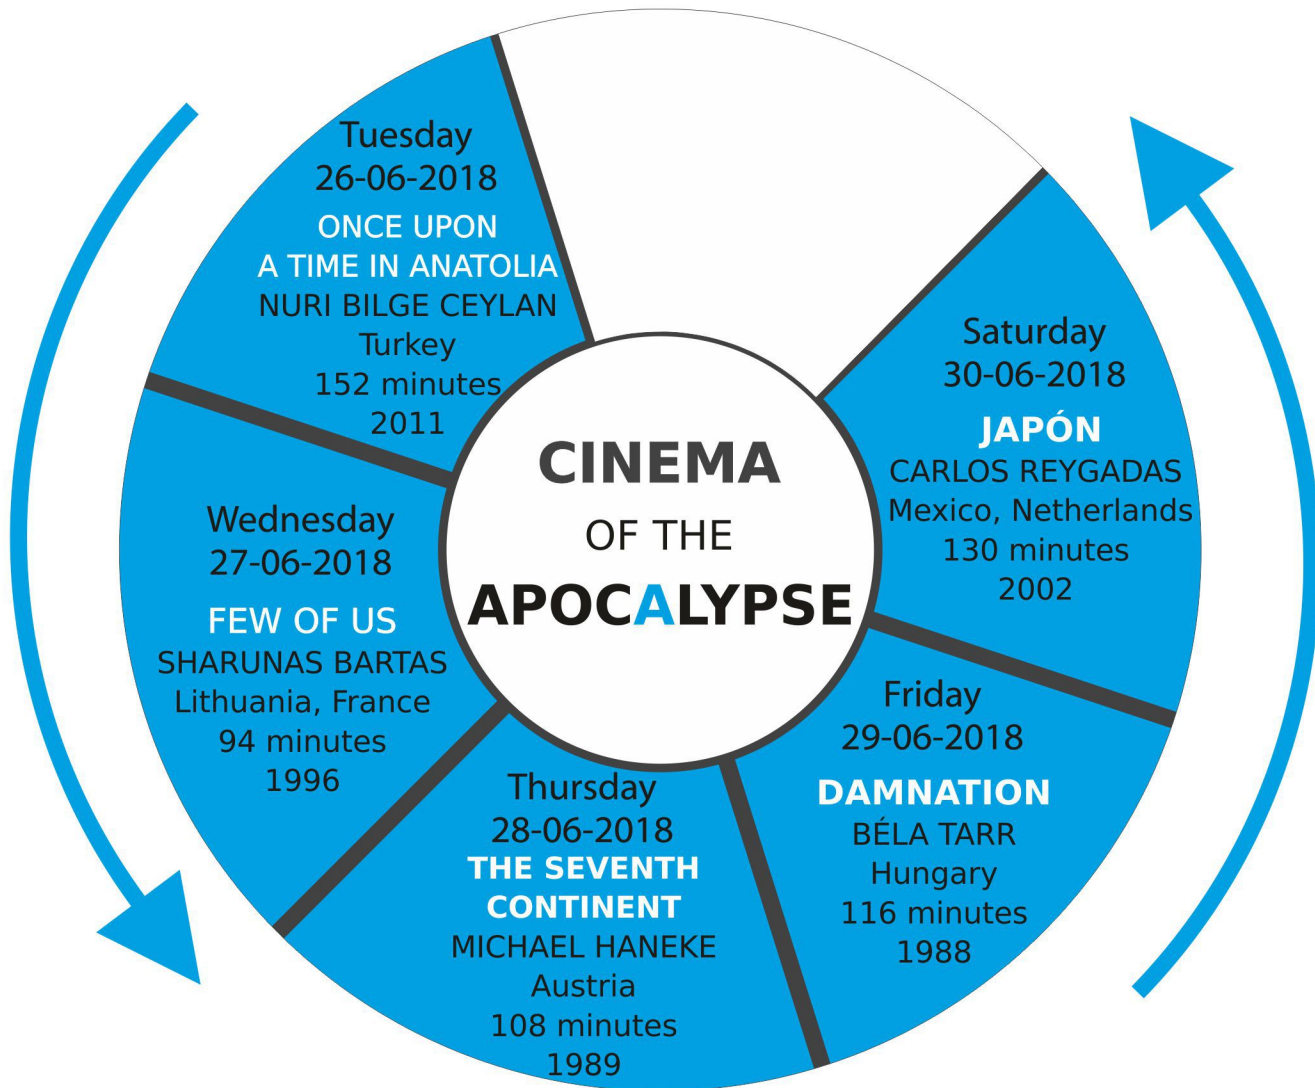 CINEMA
OF THE
APOCALYPSE
Tuesday
26-06-2018
ONCE UPON
A TIME IN ANATOLIA
NURI BILGE CEYLAN
Turkey
152 minutes
2011
Wednesday
27-06-2018
FEW OF US
SHARUNAS BARTAS
Lithuania, France
94 minutes
1996
Thursday
28-06-2018
THE SEVENTH
CONTINENT
MICHAEL HANEKE
Austria
108 minutes
1989
Friday
29-06-2018
DAMNATION
BÉLA TARR
Hungary
116 minutes
1988
Saturday
30-06-2018
JAPÓN
CARLOS REYGADAS
Mexico, Netherlands
130 minutes
2002